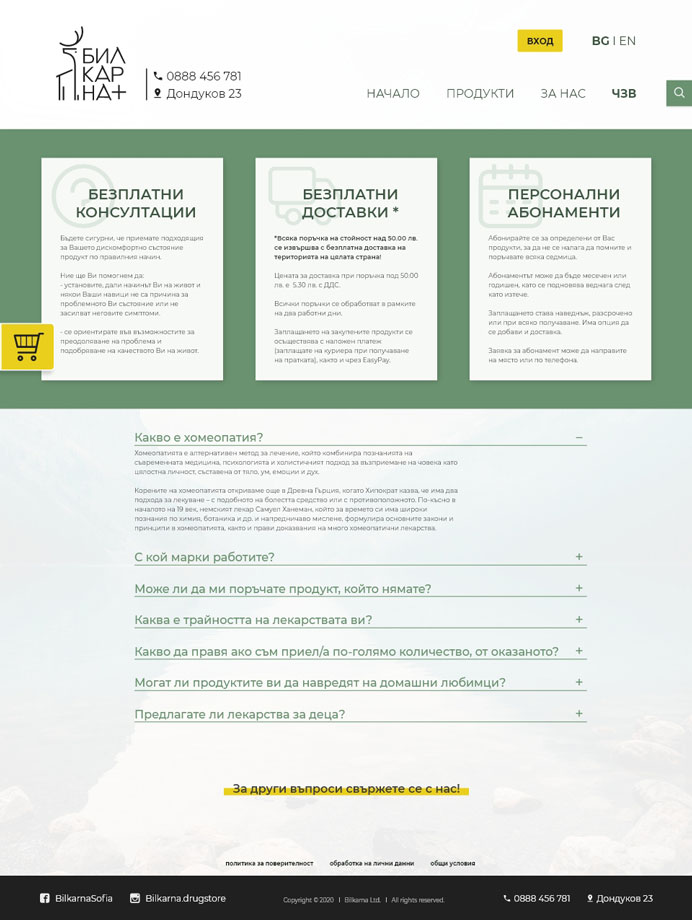 БИЛ
КАР
НА+
0888 456 781
Дондуков 23
ВХОД
BG | EN
НАЧАЛО ПРОДУКТИ ЗА НАС ЧЗВ
БЕЗПЛАТНИ
КОНСУЛТАЦИИ
Бъдете сигурни, че приемате подходящия
за Вашето дискомфортно състояние
продукт по правилния начин.
Ние ще Ви помогнем да:
- установите, дали начинът Ви на живот и
някои Ваши навици не са причина за
проблемното Ви състояние или не
засилват неговите симптоми.
- се ориентирате във възможностите за
преодоляване на проблема и
подобряване на качеството Ви на живот.
БЕЗПЛАТНИ
ДОСТАВКИ *
*Всяка поръчка на стойност над 50.00 лв.
се извършва с безплатна доставка на
територията на цялата страна!
Цената за доставка при поръчка под 50.00
лв. е 5.30 лв. с ДДС.
Всички поръчки се обработват в рамките
на два работни дни.
Заплащането на закупените продукти се
осъществява с наложен платеж
(заплащате на куриера при получаване
на пратката), както и чрез EasyPay.
ПЕРСОНАЛНИ
АБОНАМЕНТИ
Абонирайте се за определени от Вас
продукти, за да не се налага да помните и
поръчвате всяка седмица.
Абонаментът може да бъде месечен или
годишен, като се подновява веднага след
като изтече.
Заплащането става наведнъж, разсрочено
или при всяко получаване. Има опция да
се добави и доставка.
Заявка за абонамент може да направите
на място или по телефона.
Какво е хомеопатия? –
Хомеопатията е алтернативен метод за лечение, който комбинира познанията на
съвременната медицина, психологията и холистичният подход за възприемане на човека като
цялостна личност, съставена от тяло, ум, емоции и дух.
Корените на хомеопатията откриваме още в Древна Гърция, когато Хипократ казва, че има два
подхода за лекуване – с подобното на болестта средство или с противоположното. По-късно в
началото на 19 век, немският лекар Самуел Ханеман, който за времето си има широки
познания по химия, ботаника и др. и напредничаво мислене, формулира основните закони и
принципи в хомеопатията, както и прави доказвания на много хомеопатични лекарства.
С кой марки работите? +
Може ли да ми поръчате продукт, който нямате? +
Каква е трайността на лекарствата ви? +
Какво да правя ако съм приел/а по-голямо количество, от оказаното? +
Могат ли продуктите ви да навредят на домашни любимци? +
Предлагате ли лекарства за деца? +
За други въпроси свържете се с нас!
политика за поверителност обработка на лични данни общи условия
BilkarnaSofia Bilkarna.drugstore Copyright © 2020 | Bilkarna Ltd. | All rights reserved. 0888 456 781 Дондуков 23